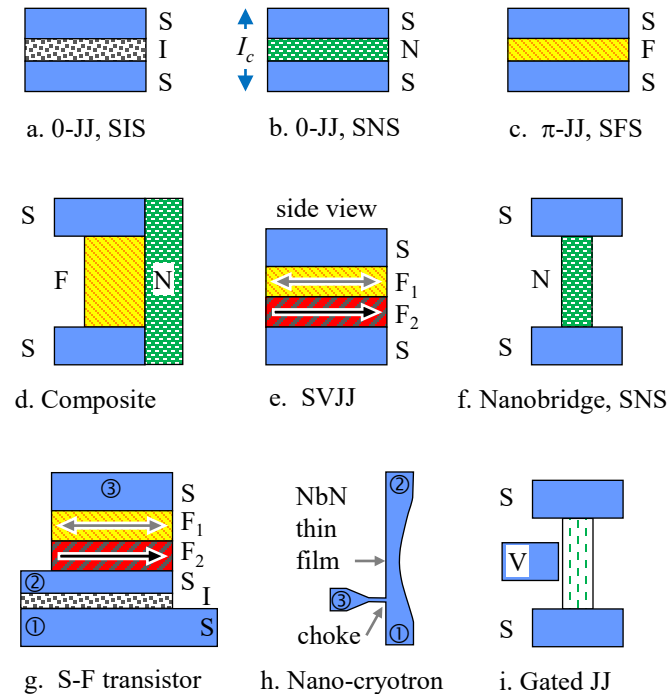 S
I
S
a. 0-JJ, SIS
I_c
S
N
S
b. 0-JJ, SNS
S
F
S
c. π-JJ, SFS
S
F
N
S
d. Composite
side view
S
F₁
F₂
S
e. SVJJ
S
N
S
f. Nanobridge, SNS
③
S
F₁
F₂
②
S
I
①
S
g. S-F transistor
②
NbN
thin
film
③
choke
①
h. Nano-cryotron
S
V
S
i. Gated JJ